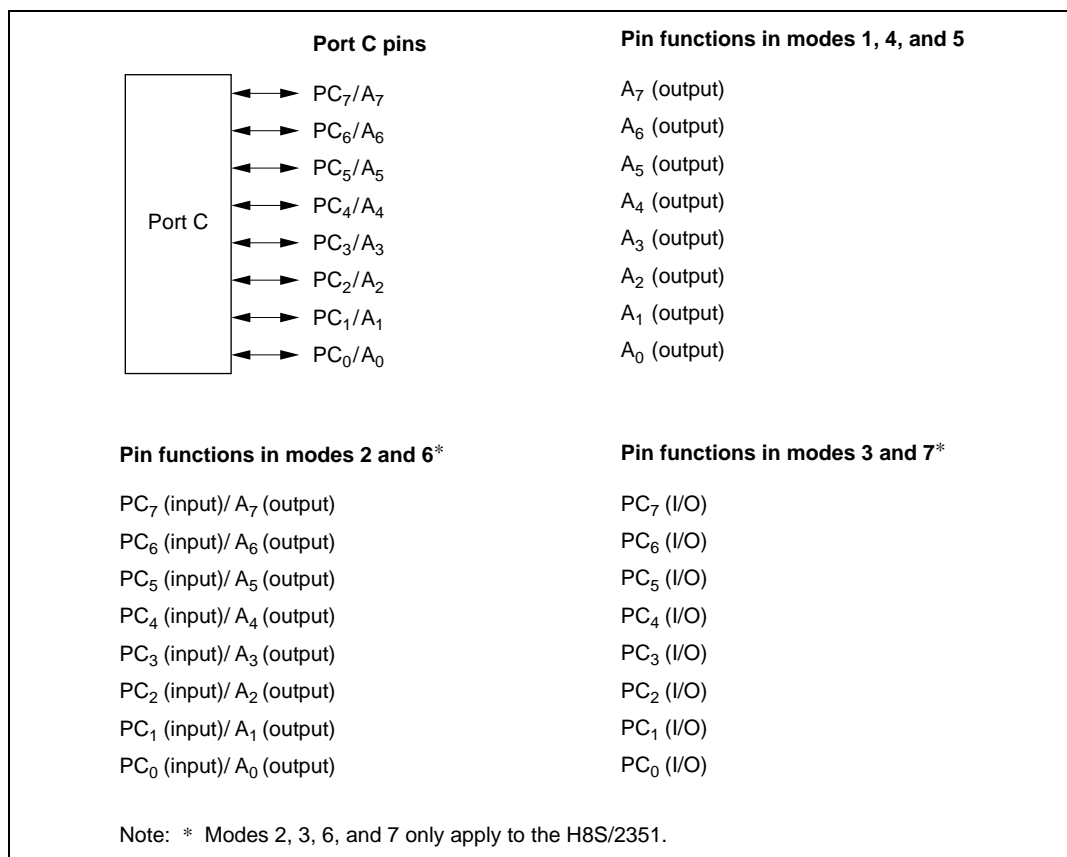 Port C pins
Pin functions in modes 1, 4, and 5
Port C
PC₇/A₇
A₇ (output)
PC₆/A₆
A₆ (output)
PC₅/A₅
A₅ (output)
PC₄/A₄
A₄ (output)
PC₃/A₃
A₃ (output)
PC₂/A₂
A₂ (output)
PC₁/A₁
A₁ (output)
PC₀/A₀
A₀ (output)
Pin functions in modes 2 and 6*
Pin functions in modes 3 and 7*
PC₇ (input)/ A₇ (output)
PC₇ (I/O)
PC₆ (input)/ A₆ (output)
PC₆ (I/O)
PC₅ (input)/ A₅ (output)
PC₅ (I/O)
PC₄ (input)/ A₄ (output)
PC₄ (I/O)
PC₃ (input)/ A₃ (output)
PC₃ (I/O)
PC₂ (input)/ A₂ (output)
PC₂ (I/O)
PC₁ (input)/ A₁ (output)
PC₁ (I/O)
PC₀ (input)/ A₀ (output)
PC₀ (I/O)
Note: * Modes 2, 3, 6, and 7 only apply to the H8S/2351.